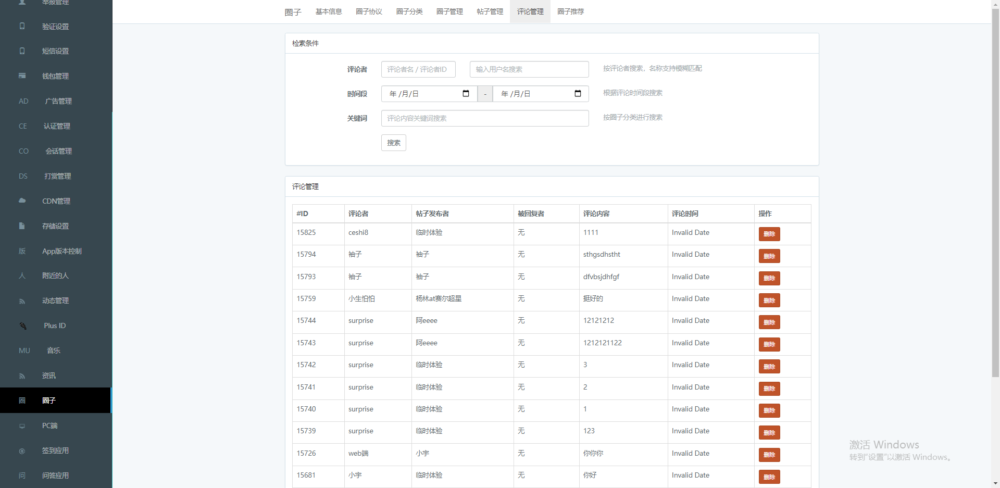 举报管理
验证设置
短信设置
钱包管理
AD 广告管理
CE 认证管理
CO 会话管理
DS 打赏管理
CDN管理
存储设置
版 App版本控制
人 附近的人
动态管理
Plus ID
MU 音乐
资讯
圈 圈子
PC端
签到应用
问 问答应用
圈子 基本信息 圈子协议 圈子分类 圈子管理 帖子管理 评论管理 圈子推荐
检索条件
评论者 评论者名 / 评论者ID 输入用户名搜索 按评论者搜索，名称支持模糊匹配
时间段 年 /月/日 - 年 /月/日 根据评论时间段搜索
关键词 评论内容关键词搜索 按圈子分类进行搜索
搜索
评论管理
#ID 评论者 帖子发布者 被回复者 评论内容 评论时间 操作
15825 ceshi8 临时体验 无 1111 Invalid Date 删除
15794 袖子 袖子 无 sthgsdhstht Invalid Date 删除
15793 袖子 袖子 无 dfvbsjdhfgf Invalid Date 删除
15759 小生怕怕 杨林at赛尔超星 无 挺好的 Invalid Date 删除
15744 surprise 阿eeee 无 12121212 Invalid Date 删除
15743 surprise 阿eeee 无 1212121122 Invalid Date 删除
15742 surprise 临时体验 无 3 Invalid Date 删除
15741 surprise 临时体验 无 2 Invalid Date 删除
15740 surprise 临时体验 无 1 Invalid Date 删除
15739 surprise 临时体验 无 123 Invalid Date 删除
15726 web端 小宇 无 你你你 Invalid Date 删除
15681 小宇 临时体验 无 你好 Invalid Date 删除
激活 Windows
转到"设置"以激活 Windows。